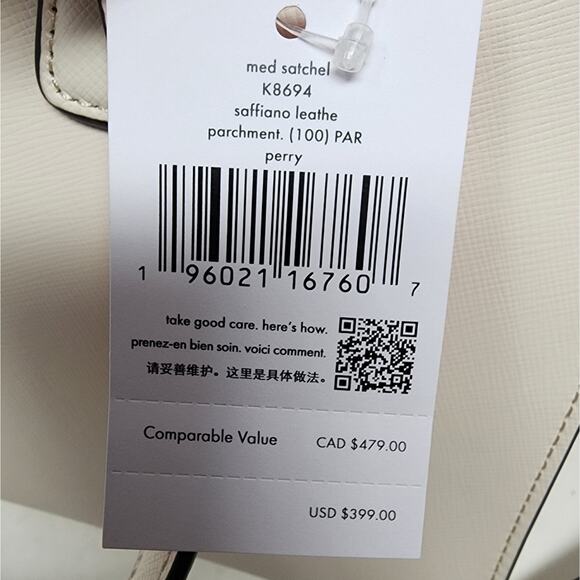 med satchel
K8694
saffiano leathe
parchment. (100) PAR
perry
1 96021 16760 7
take good care. here's how.
prenez-en bien soin. voici comment.
请妥善维护。这里是具体做法。
Comparable Value CAD $479.00
USD $399.00